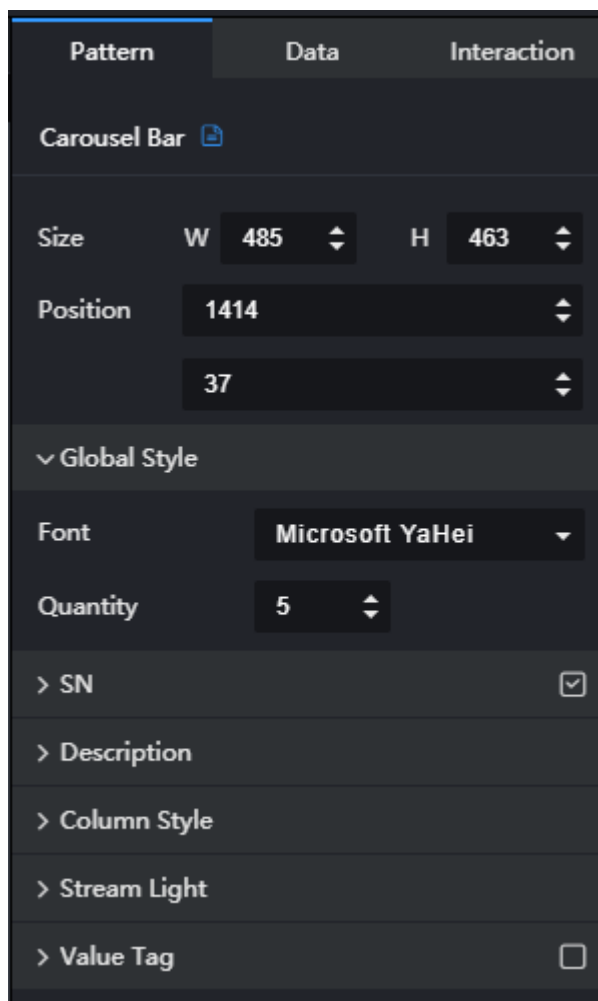 Pattern Data Interaction
Carousel Bar
Size W 485 H 463
Position 1414
37
Global Style
Font Microsoft YaHei
Quantity 5
SN
Description
Column Style
Stream Light
Value Tag